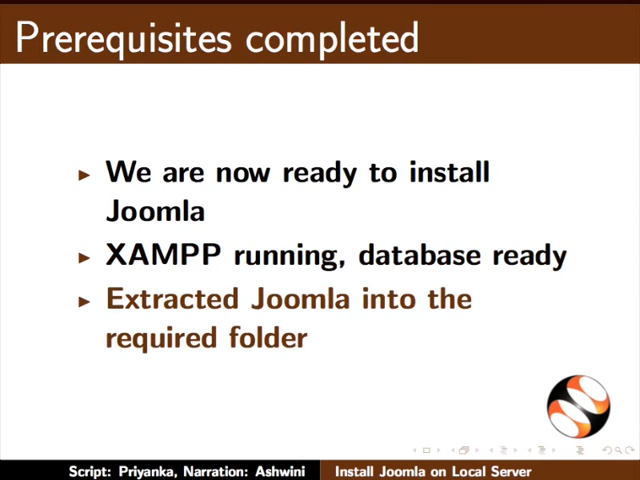 Prerequisites completed
We are now ready to install
Joomla
XAMPP running, database ready
Extracted Joomla into the
required folder
Script: Priyanka, Narration: Ashwini Install Joomla on Local Server